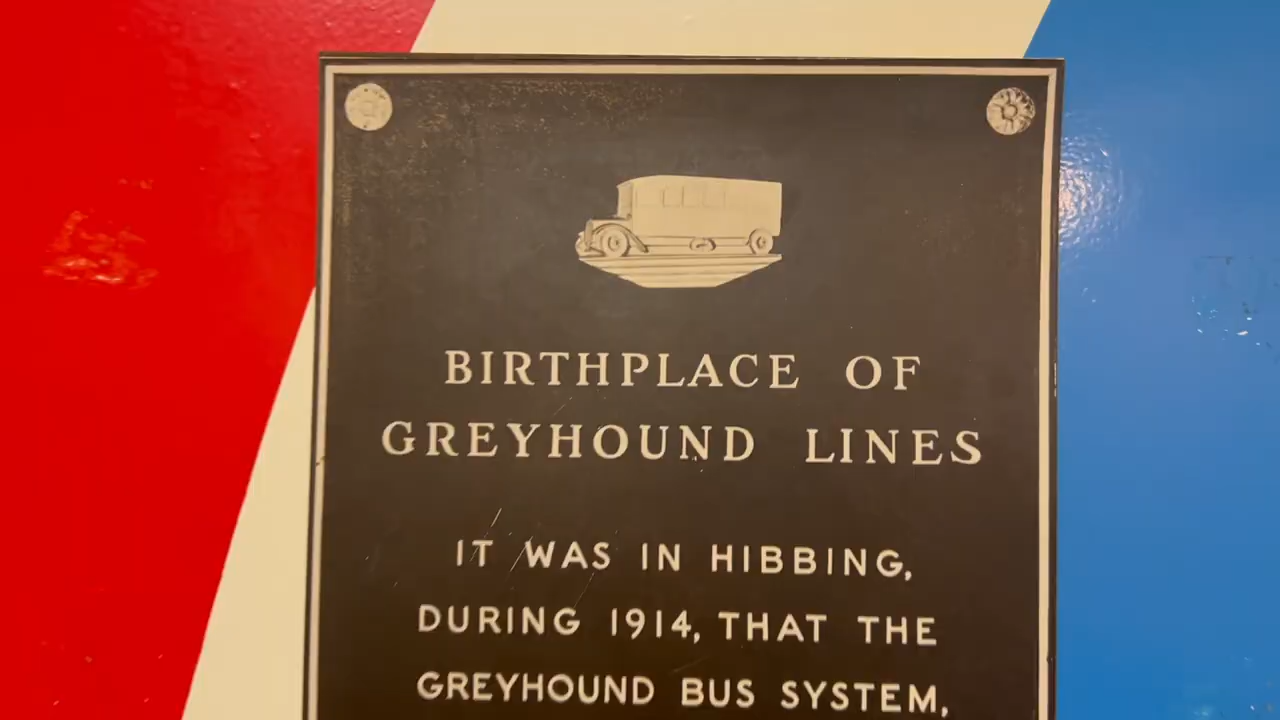 BIRTHPLACE OF
GREYHOUND LINES
IT WAS IN HIBBING,
DURING 1914, THAT THE
GREYHOUND BUS SYSTEM,